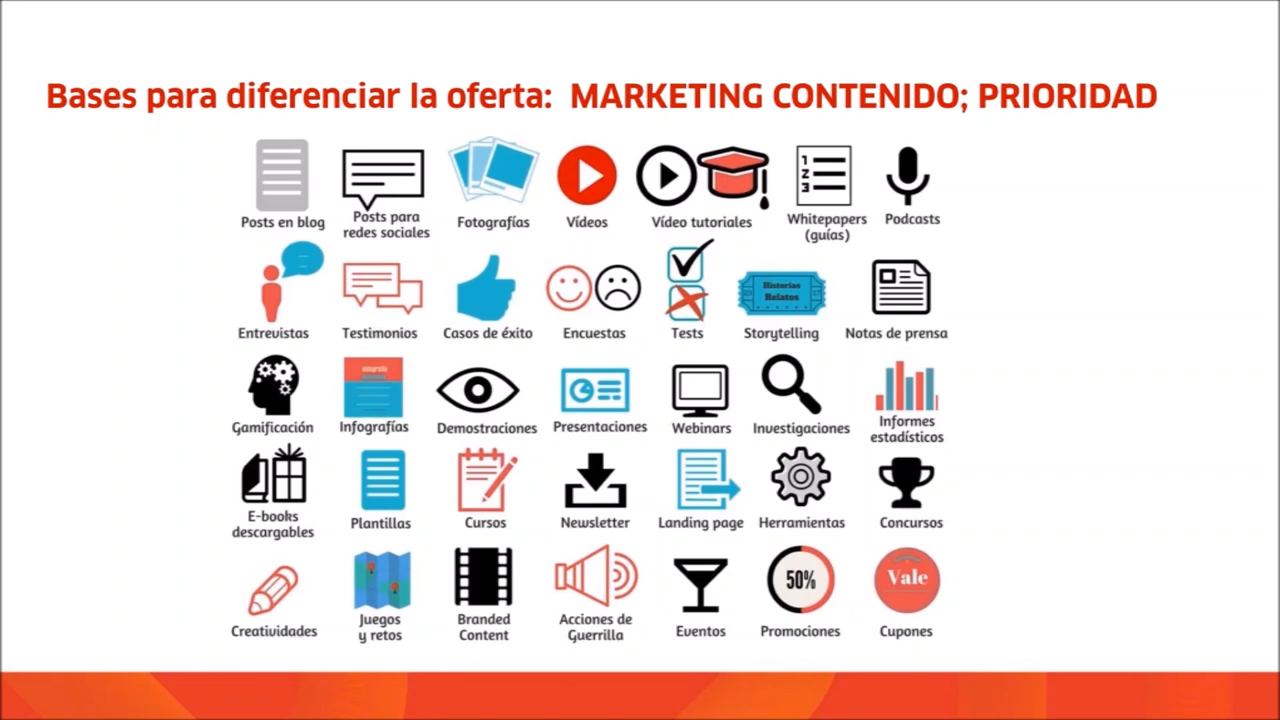 Bases para diferenciar la oferta: MARKETING CONTENIDO; PRIORIDAD
Posts en blog
Posts para
redes sociales
Fotografías
Vídeos
Vídeo tutoriales
1
2
3
Whitepapers
(guías)
Podcasts
Entrevistas
Testimonios
Casos de éxito
Encuestas
Tests
Historias
Relatos
Storytelling
Notas de prensa
Gamificación
Infografías
Demostraciones
Presentaciones
Webinars
Investigaciones
Informes
estadísticos
E-books
descargables
Plantillas
Cursos
Newsletter
Landing page
Herramientas
Concursos
Creatividades
Juegos
y retos
Branded
Content
Acciones de
Guerrilla
Eventos
50%
Promociones
Vale
Cupones